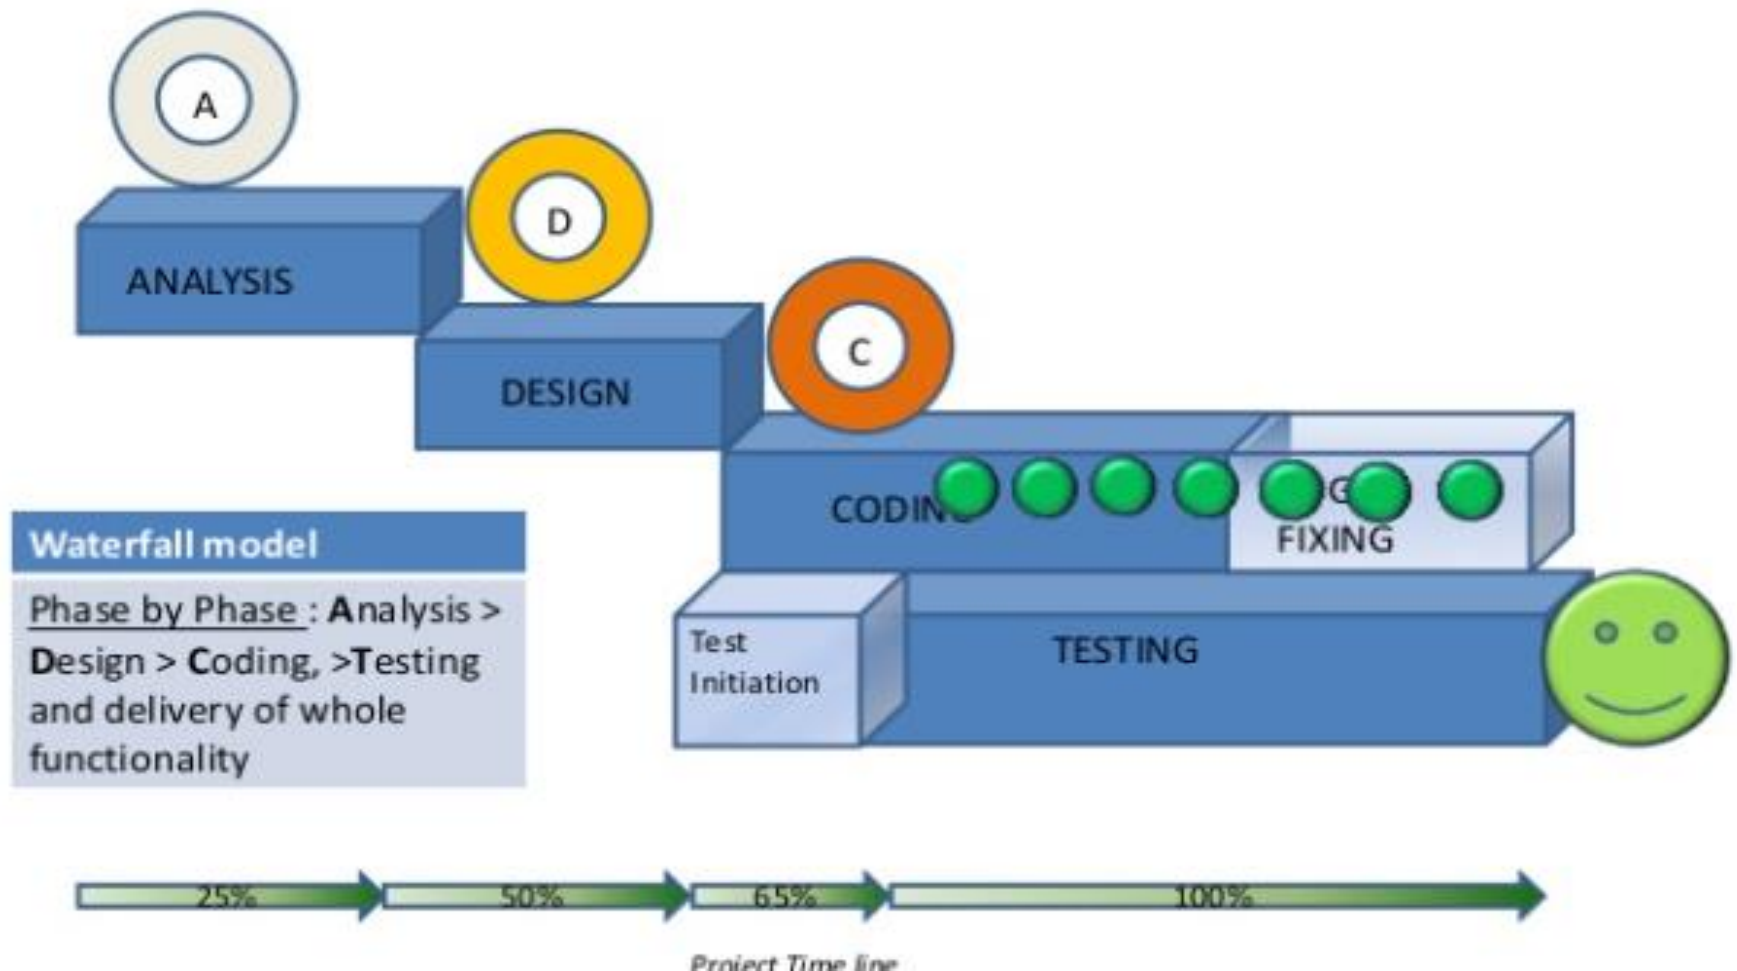 A
D
ANALYSIS
C
DESIGN
CODING
FIXING
Waterfall model
Phase by Phase : Analysis >
Design > Coding, >Testing
and delivery of whole
functionality
Test
Initiation
TESTING
25% 50% 65% 100%
Project Time line